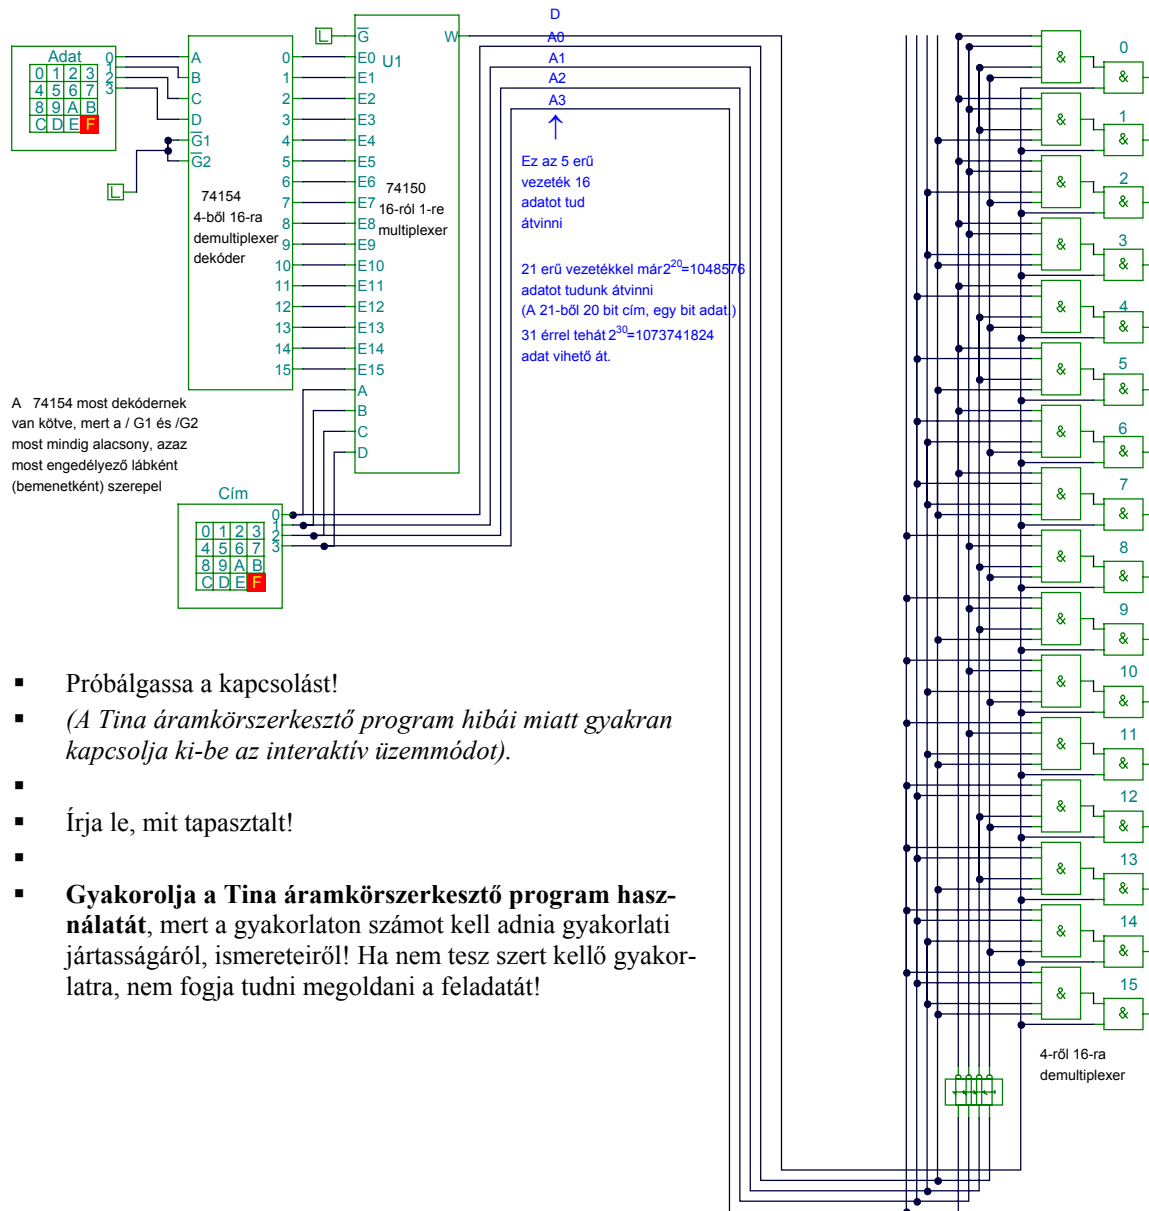 Adat
0 1 2 3
4 5 6 7
8 9 A B
C D E F
0
1
2
3
L
A
B
C
D
G1
G2
74154
4-ből 16-ra
demultiplexer
dekóder
0
1
2
3
4
5
6
7
8
9
10
11
12
13
14
15
L
G
W
U1
E0
E1
E2
E3
E4
E5
E6
E7
E8
E9
E10
E11
E12
E13
E14
E15
A
B
C
D
74150
16-ról 1-re
multiplexer
D
A0
A1
A2
A3
Ez az 5 erű
vezeték 16
adatot tud
átvinni
21 erű vezetékkel már 2^20=1048576
adatot tudunk átvinni
(A 21-ből 20 bit cím, egy bit adat.)
31 érrel tehát 2^30=1073741824
adat vihető át.
A 74154 most dekódernek
van kötve, mert a / G1 és /G2
most mindig alacsony, azaz
most engedélyező lábként
(bemenetként) szerepel
Cím
0 1 2 3
4 5 6 7
8 9 A B
C D E F
0
1
2
3
▪ Próbálgassa a kapcsolást!
▪ (A Tina áramkörszerkesztő program hibái miatt gyakran
kapcsolja ki-be az interaktív üzemmódot).
▪
▪ Írja le, mit tapasztalt!
▪
▪ Gyakorolja a Tina áramkörszerkesztő program hasz-
nálatát, mert a gyakorlaton számot kell adnia gyakorlati
jártasságáról, ismereteiről! Ha nem tesz szert kellő gyakor-
latra, nem fogja tudni megoldani a feladatát!
& & 0
& & 1
& & 2
& & 3
& & 4
& & 5
& & 6
& & 7
& & 8
& & 9
& & 10
& & 11
& & 12
& & 13
& & 14
& & 15
4-ről 16-ra
demultiplexer